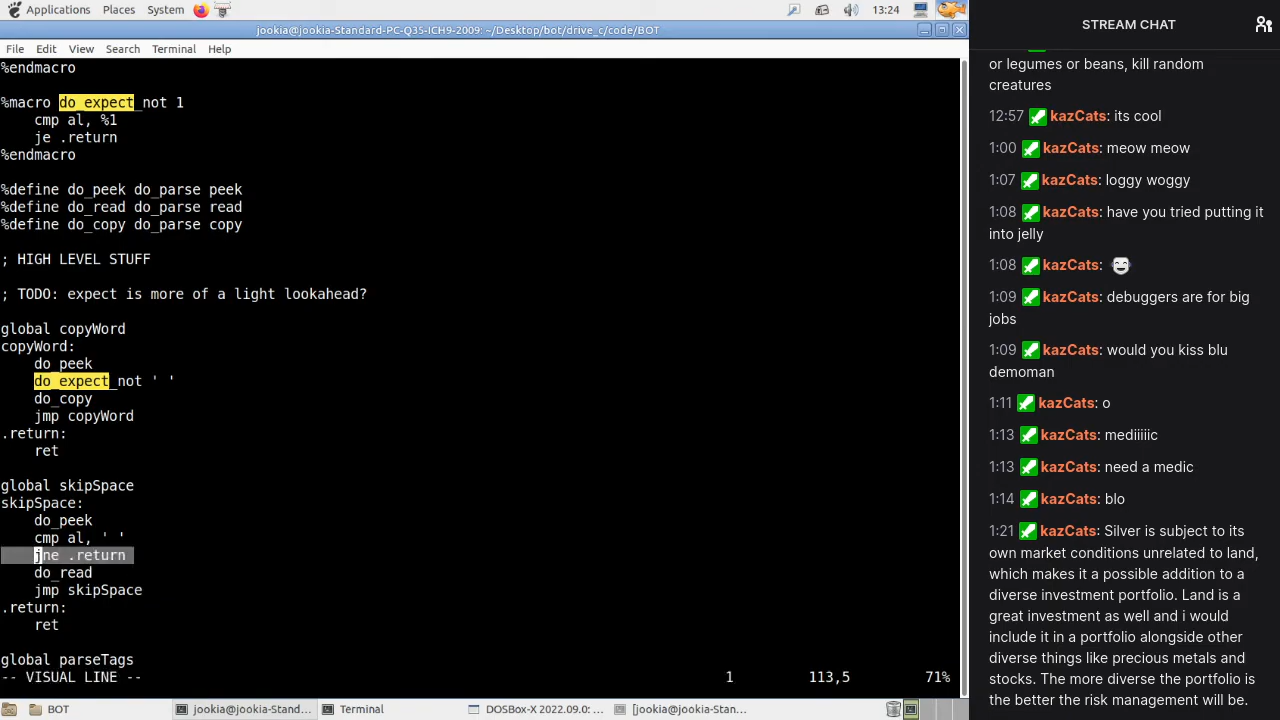 Applications Places System 13:24
jookia@jookia-Standard-PC-Q35-ICH9-2009: ~/Desktop/bot/drive_c/code/BOT
File Edit View Search Terminal Help
%endmacro
%macro do_expect_not 1
cmp al, %1
je .return
%endmacro
%define do_peek do_parse peek
%define do_read do_parse read
%define do_copy do_parse copy
; HIGH LEVEL STUFF
; TODO: expect is more of a light lookahead?
global copyWord
copyWord:
do_peek
do_expect_not ' '
do_copy
jmp copyWord
.return:
ret
global skipSpace
skipSpace:
do_peek
cmp al, ' '
jne .return
do_read
jmp skipSpace
.return:
ret
global parseTags
-- VISUAL LINE -- 1 113,5 71%
BOT jookia@jookia-Stand... Terminal DOSBox-X 2022.09.0: ... [jookia@jookia-Stan...
STREAM CHAT
or legumes or beans, kill random
creatures
12:57 kazCats: its cool
1:00 kazCats: meow meow
1:07 kazCats: loggy woggy
1:08 kazCats: have you tried putting it
into jelly
1:08 kazCats:
1:09 kazCats: debuggers are for big
jobs
1:09 kazCats: would you kiss blu
demoman
1:11 kazCats: o
1:13 kazCats: mediiiiic
1:13 kazCats: need a medic
1:14 kazCats: blo
1:21 kazCats: Silver is subject to its
own market conditions unrelated to land,
which makes it a possible addition to a
diverse investment portfolio. Land is a
great investment as well and i would
include it in a portfolio alongside other
diverse things like precious metals and
stocks. The more diverse the portfolio is
the better the risk management will be.